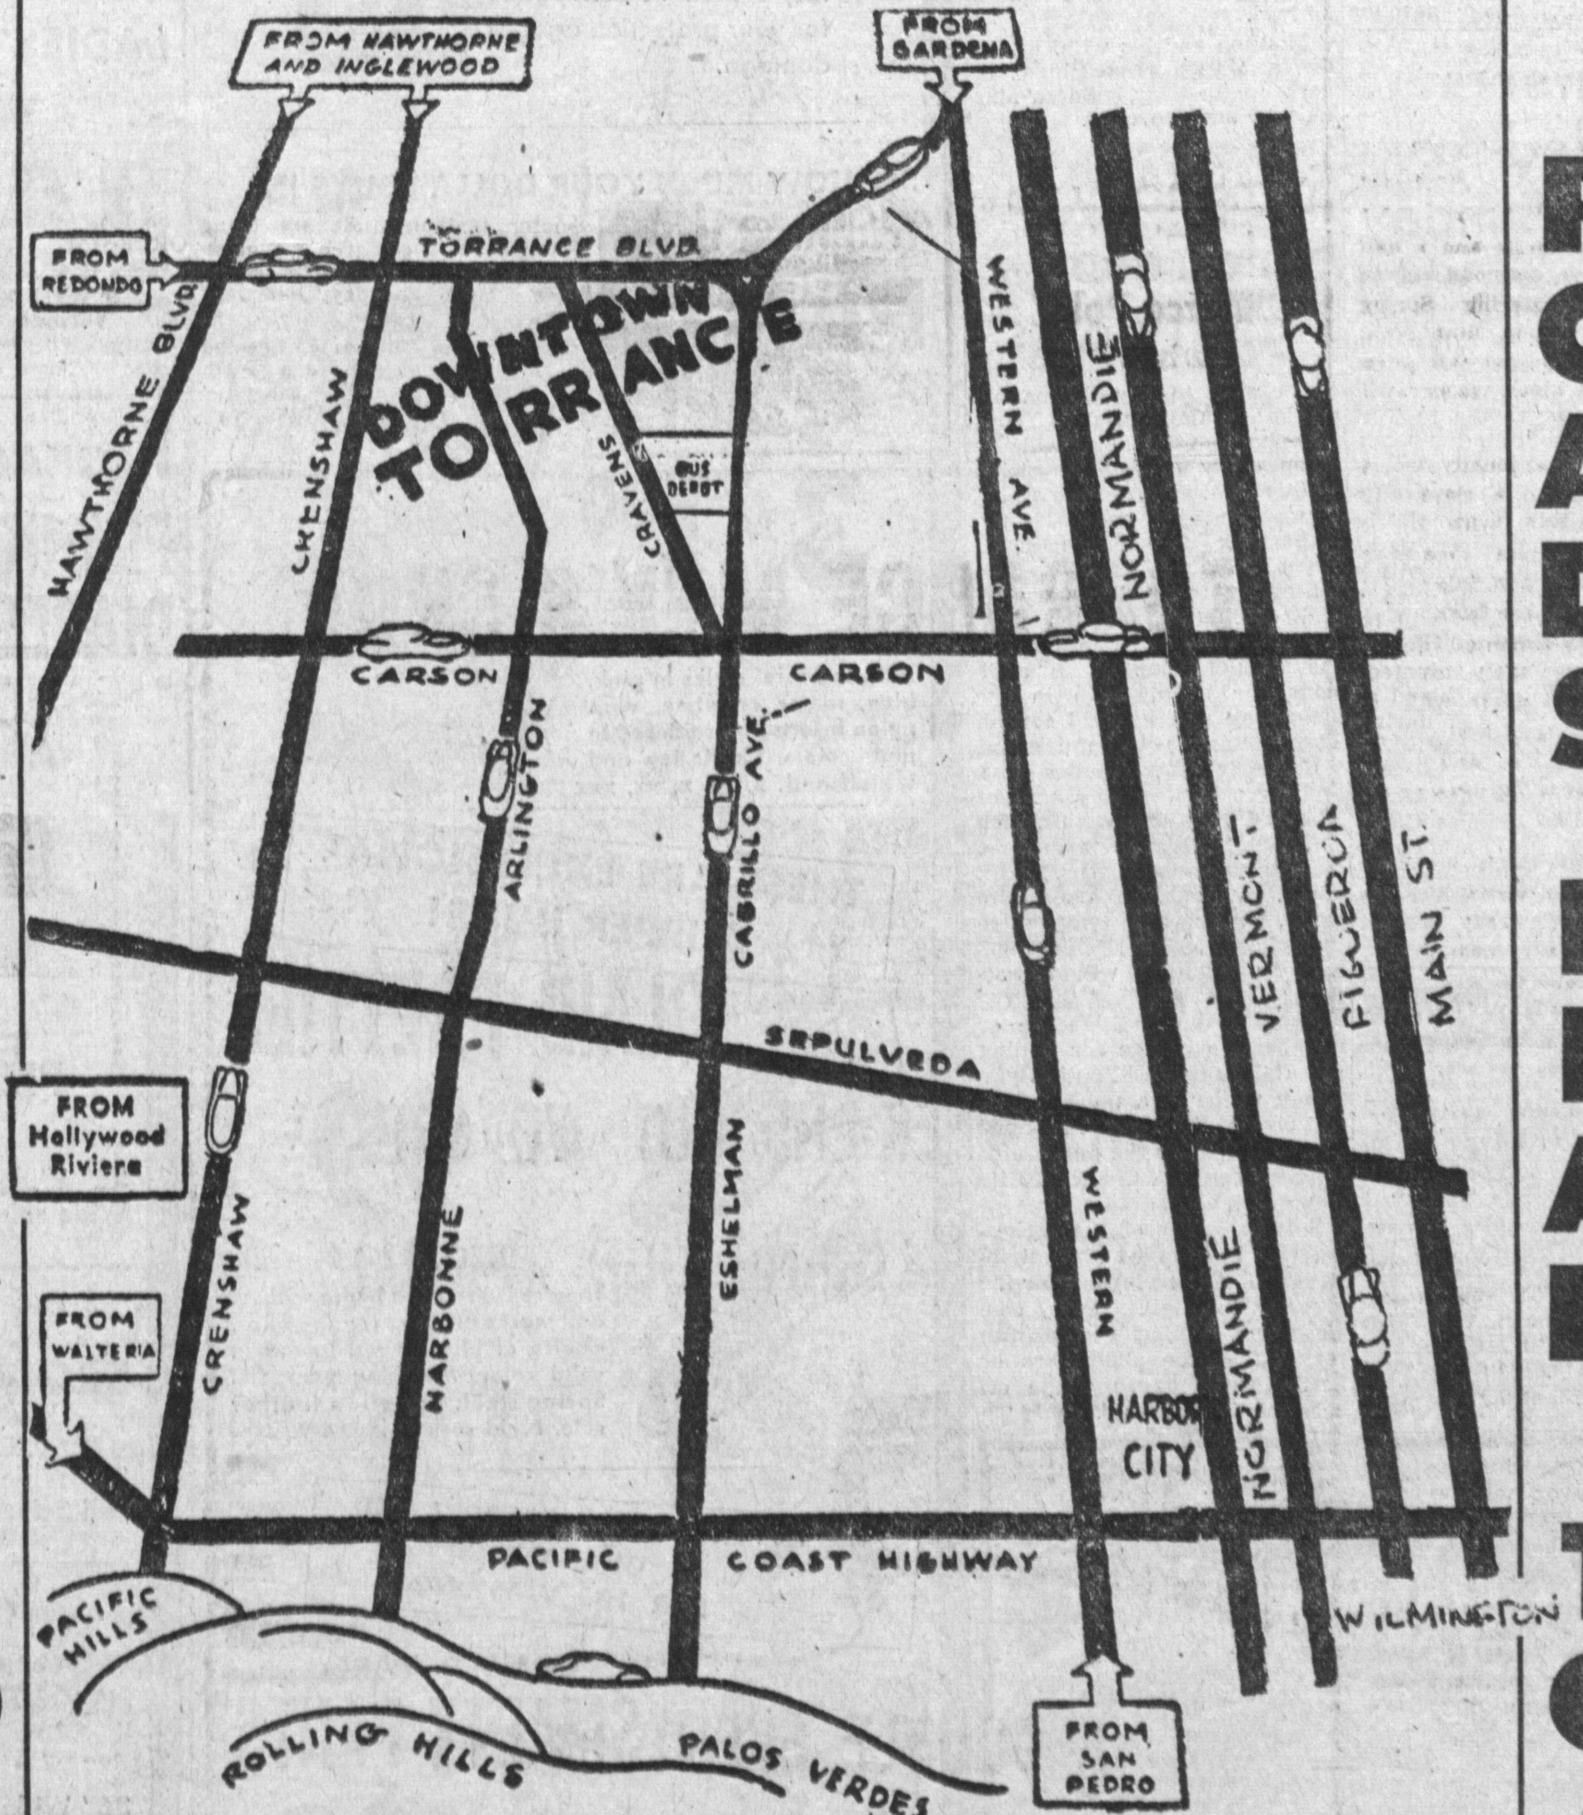 FROM HAWTHORNE
AND INGLEWOOD
FROM
GARDENA
FROM
REDONDO
TORRANCE BLVD.
HAWTHORNE BLVD.
CRENSHAW
DOWNTOWN
TORRANCE
CRAVENS
BUS
DEPOT
WESTERN AVE.
NORMANDIE
CARSON
CARSON
ARLINGTON
CABRILLO AVE.
VERMONT
FIGUEROA
MAIN ST.
SEPULVEDA
FROM
Hollywood
Riviera
CRENSHAW
NARBONNE
ESHELMAN
WESTERN
NORMANDIE
FROM
WALTERIA
HARBOR
CITY
PACIFIC COAST HIGHWAY
PACIFIC
HILLS
WILMINGTON
ROLLING HILLS
PALOS VERDES
FROM
SAN
PEDRO